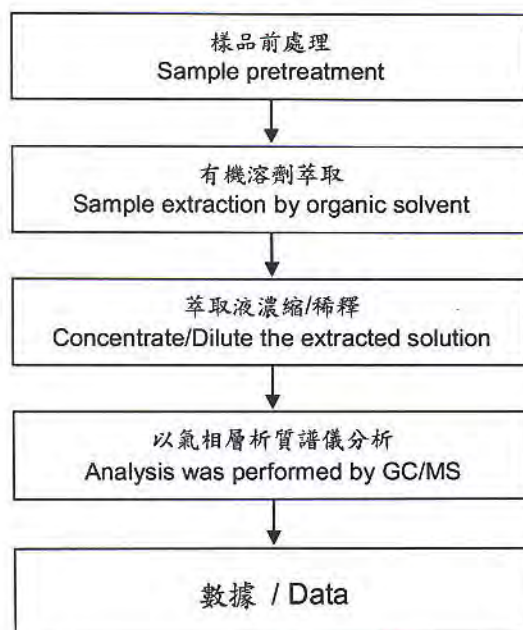 樣品前處理
Sample pretreatment
有機溶劑萃取
Sample extraction by organic solvent
萃取液濃縮/稀釋
Concentrate/Dilute the extracted solution
以氣相層析質譜儀分析
Analysis was performed by GC/MS
數據 / Data